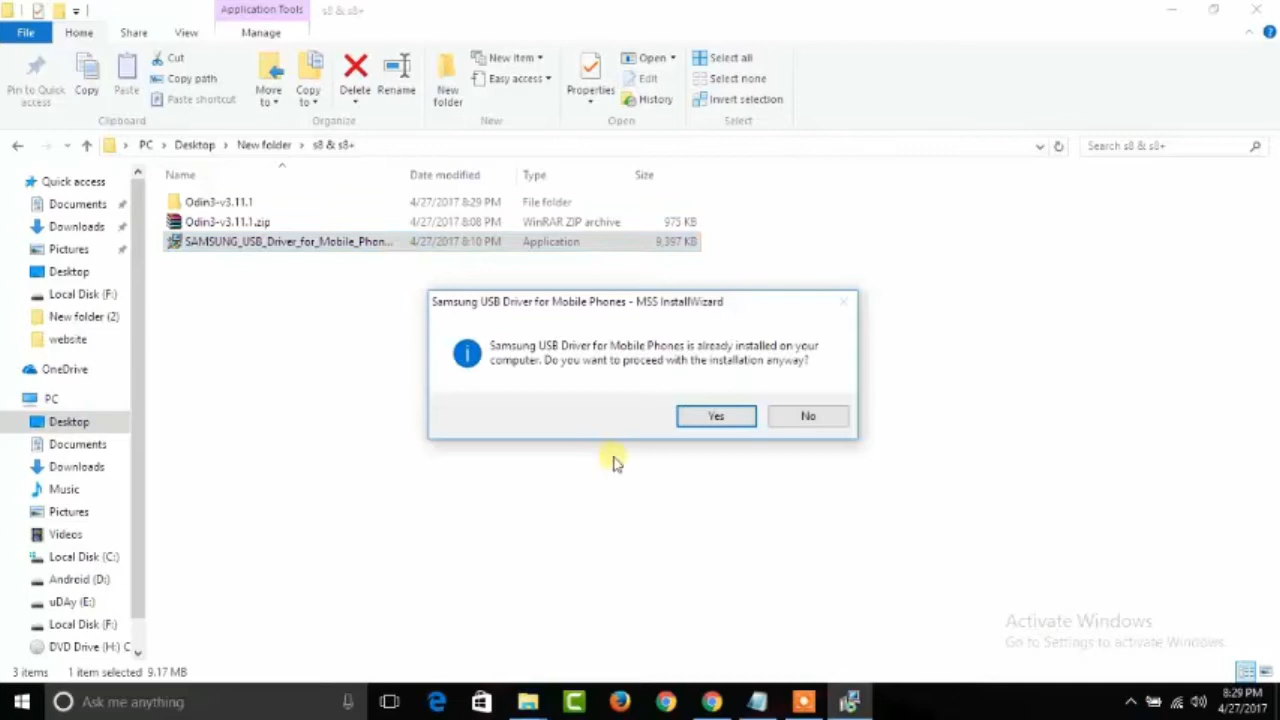 Application Tools
s8 & s8+
File
Home
Share
View
Manage
Pin to Quick access
Copy
Paste
Cut
Copy path
Paste shortcut
Clipboard
Move to
Copy to
Delete
Rename
Organize
New folder
New item
Easy access
New
Properties
Open
Edit
History
Open
Select all
Select none
Invert selection
Select
PC > Desktop > New folder > s8 & s8+
Search s8 & s8+
Name Date modified Type Size
Odin3-v3.11.1 4/27/2017 8:29 PM File folder
Odin3-v3.11.1.zip 4/27/2017 8:08 PM WinRAR ZIP archive 975 KB
SAMSUNG_USB_Driver_for_Mobile_Phon... 4/27/2017 8:10 PM Application 9,397 KB
Quick access
Documents
Downloads
Pictures
Desktop
Local Disk (F:)
New folder (2)
website
OneDrive
PC
Desktop
Documents
Downloads
Music
Pictures
Videos
Local Disk (C:)
Android (D:)
uDAy (E:)
Local Disk (F:)
DVD Drive (H:) C
Samsung USB Driver for Mobile Phones - MSS InstallWizard
Samsung USB Driver for Mobile Phones is already installed on your
computer. Do you want to proceed with the installation anyway?
Yes
No
Activate Windows
Go to Settings to activate Windows.
3 items 1 item selected 9.17 MB
Ask me anything
8:29 PM
4/27/2017